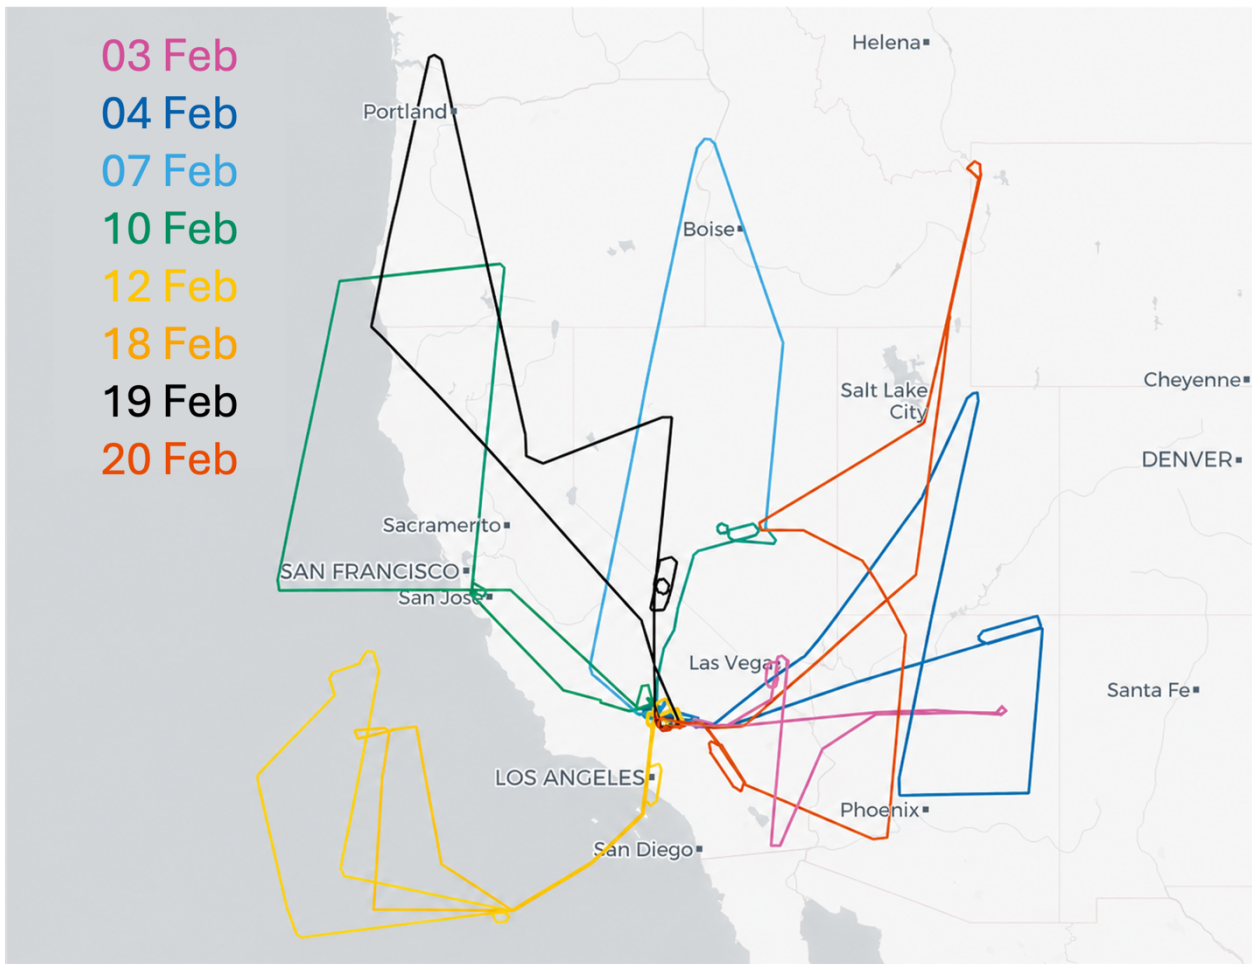 03 Feb
04 Feb
07 Feb
10 Feb
12 Feb
18 Feb
19 Feb
20 Feb
Helena
Portland
Boise
Salt Lake
City
Cheyenne
DENVER
Sacramento
SAN FRANCISCO
San Jose
Las Vega
Santa Fe
LOS ANGELES
Phoenix
San Diego